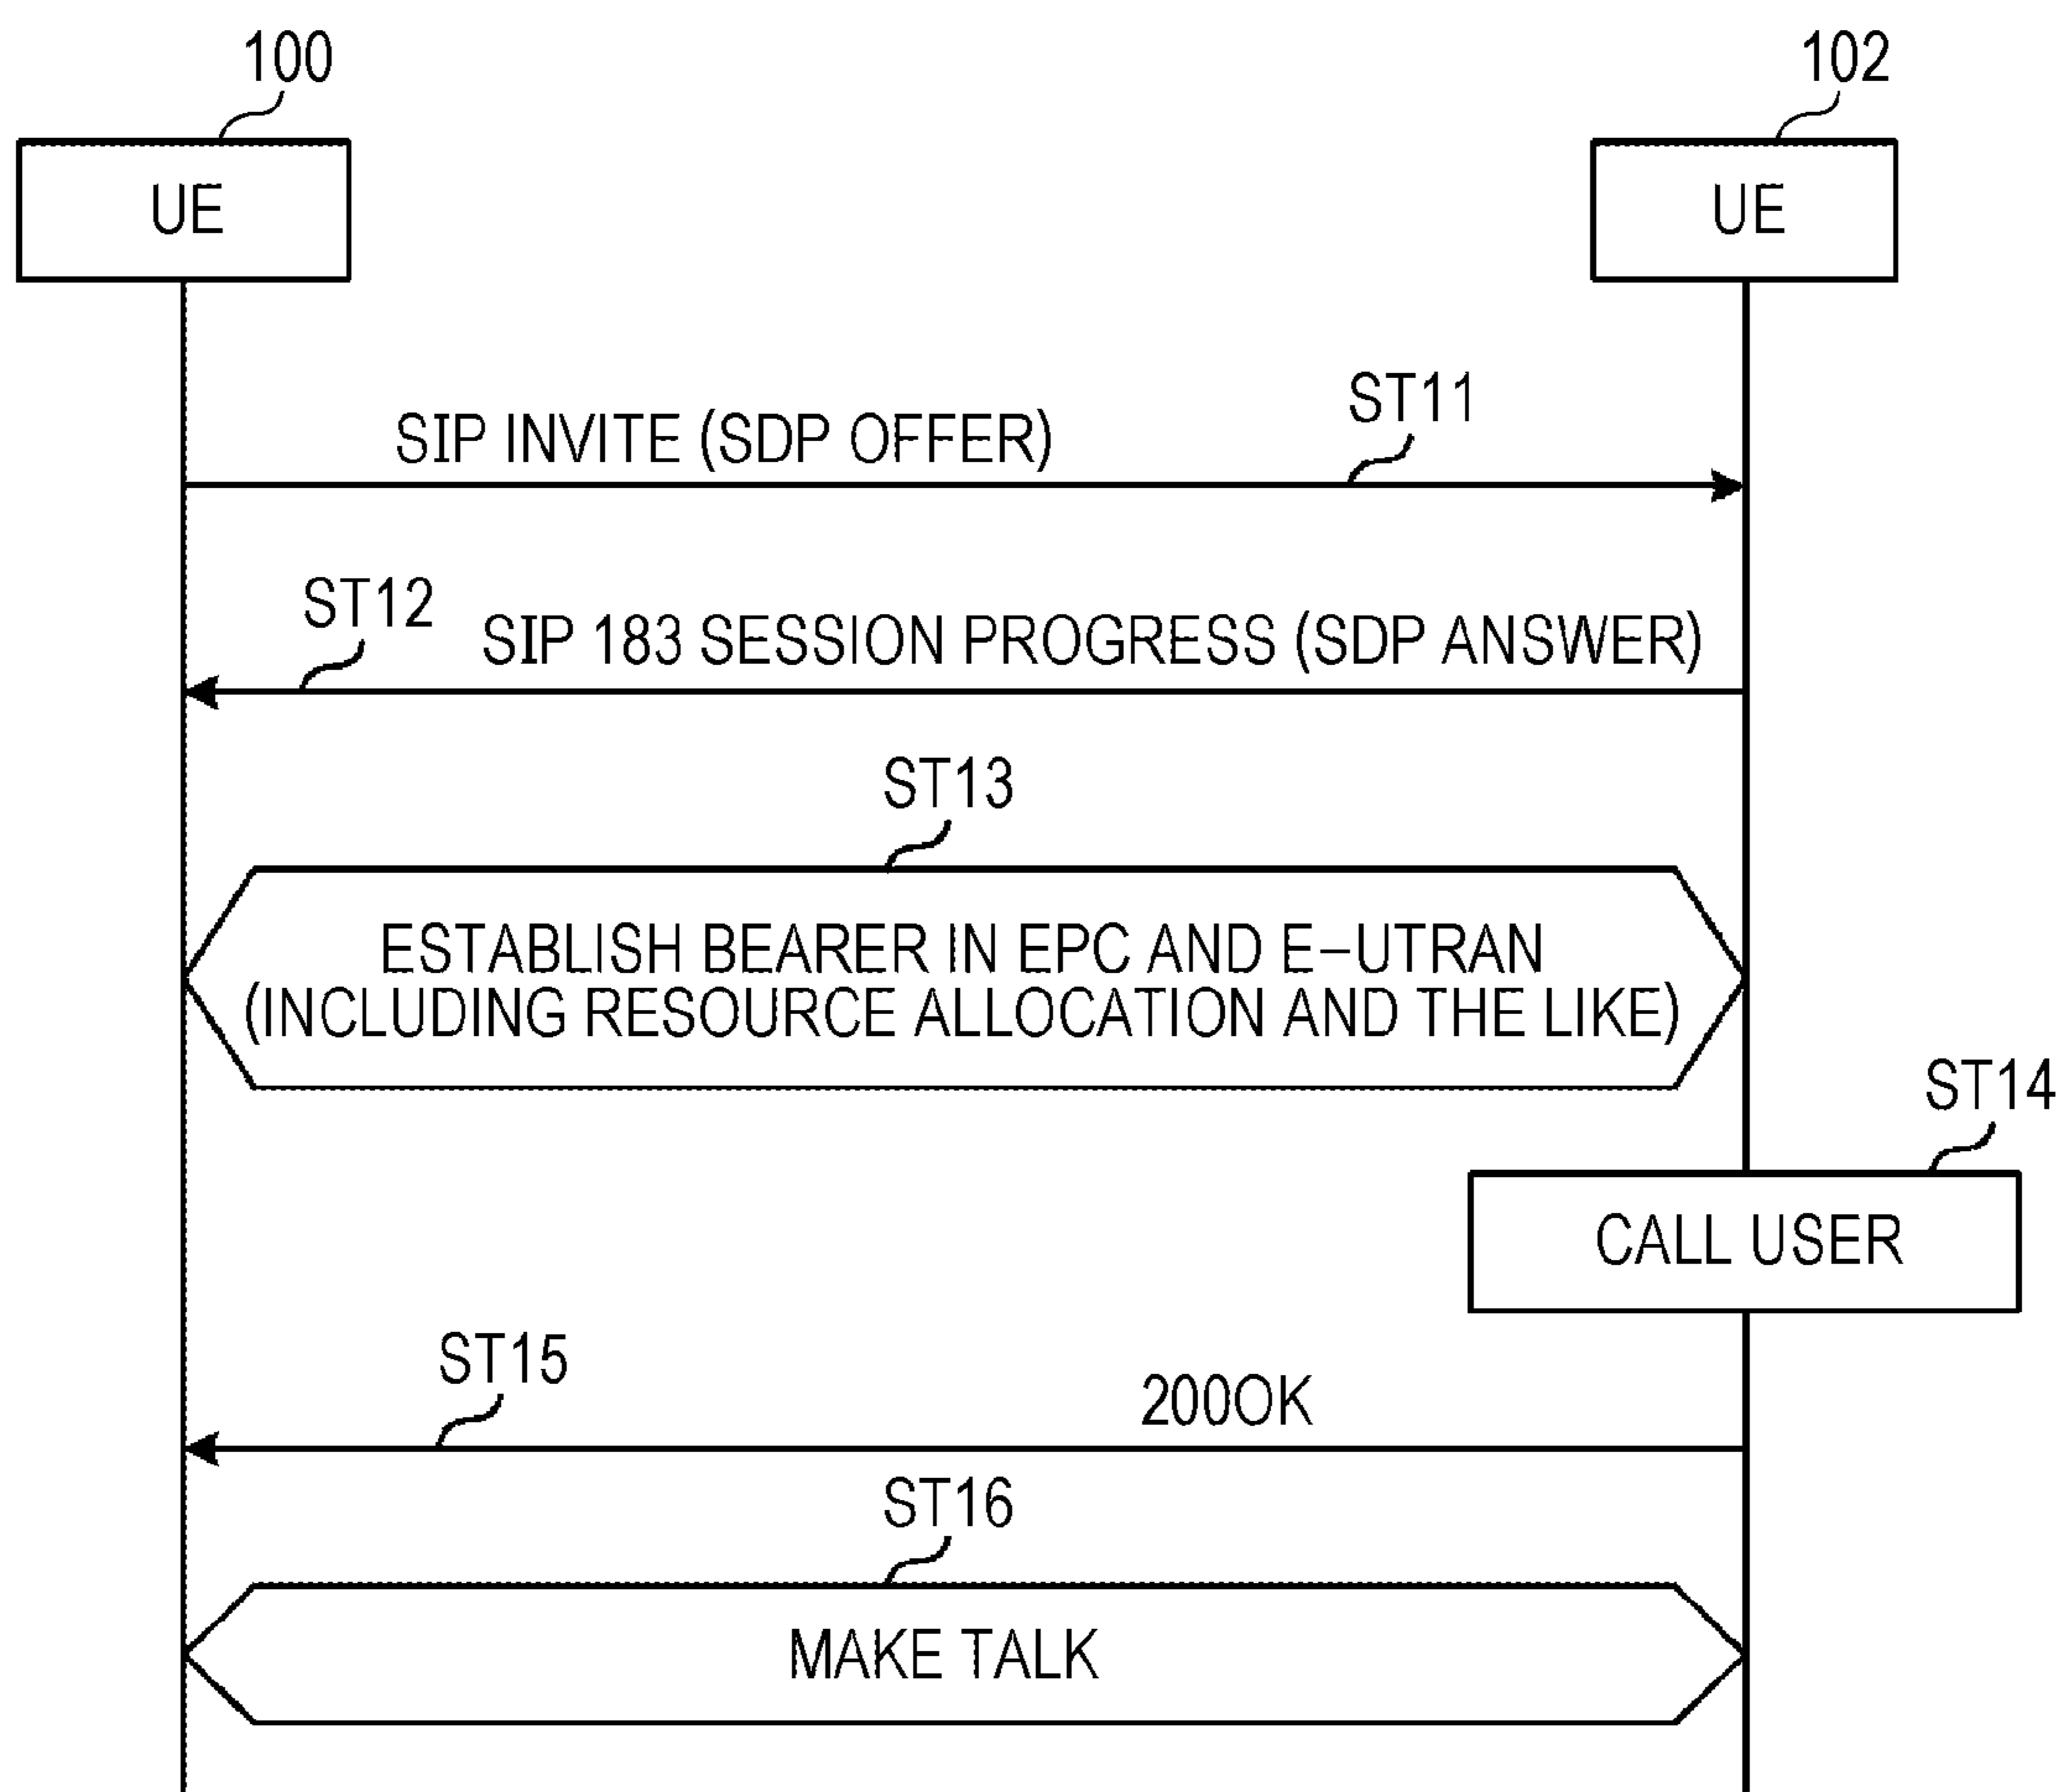 100
102
UE
UE
ST11
SIP INVITE (SDP OFFER)
ST12
SIP 183 SESSION PROGRESS (SDP ANSWER)
ST13
ESTABLISH BEARER IN EPC AND E-UTRAN
(INCLUDING RESOURCE ALLOCATION AND THE LIKE)
ST14
CALL USER
ST15
200OK
ST16
MAKE TALK